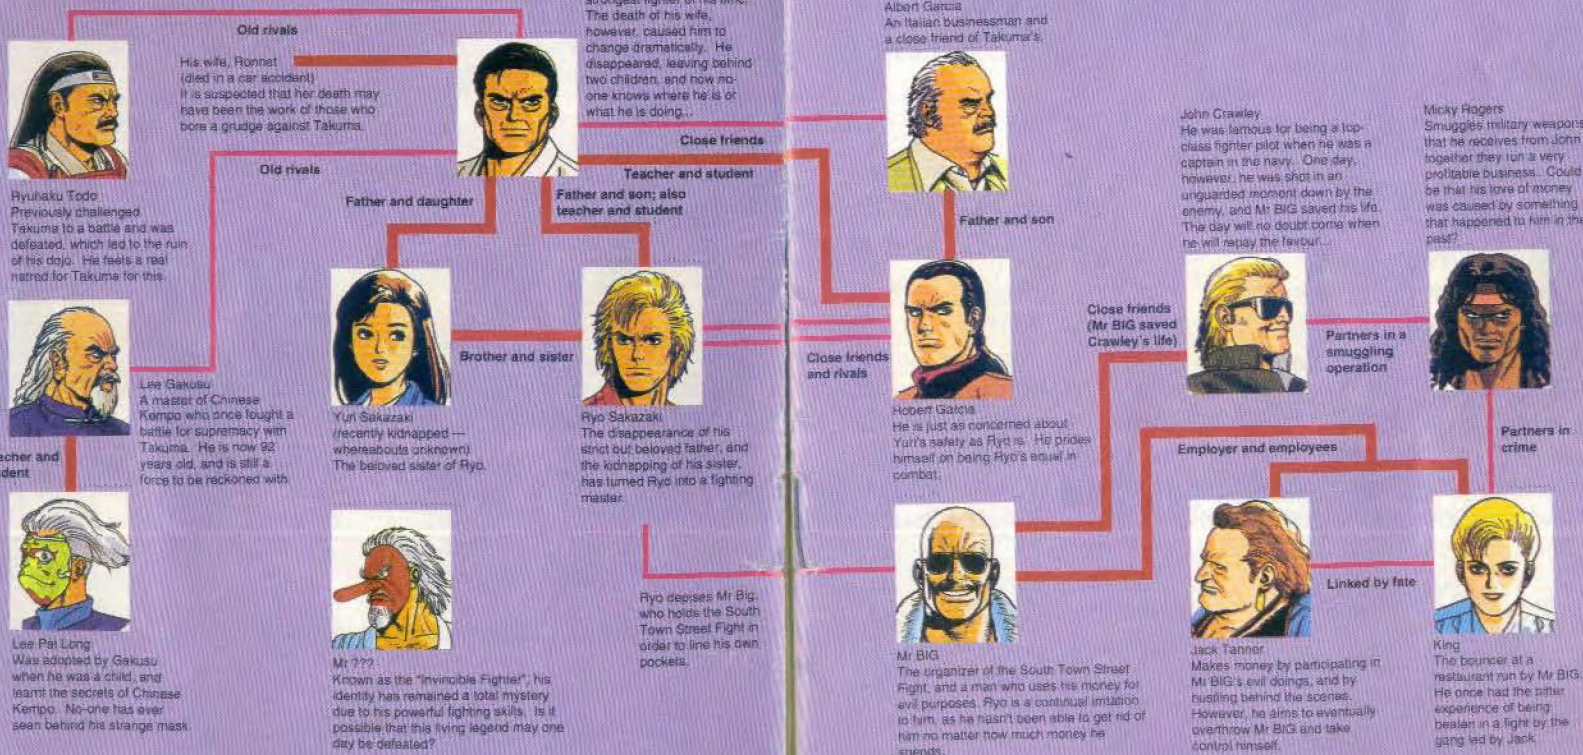 strongest fighter of his time.
The death of his wife,
however, caused him to
change dramatically. He
disappeared, leaving behind
two children, and now no-
one knows where he is or
what he is doing...
Albert Garcia
An Italian businessman and
a close friend of Takuma's.
Old rivals
His wife, Ronnet
(died in a car accident)
It is suspected that her death may
have been the work of those who
bore a grudge against Takuma.
Old rivals
Ryuhaku Todo
Previously challenged
Takuma to a battle and was
defeated, which led to the ruin
of his dojo. He feels a real
hatred for Takuma for this.
Close friends
Teacher and student
Father and daughter
Father and son; also
teacher and student
Father and son
John Crawley
He was famous for being a top-
class fighter pilot when he was a
captain in the navy. One day,
however, he was shot in an
unguarded moment down by the
enemy, and Mr BIG saved his life.
The day will no doubt come when
he will repay the favour...
Micky Rogers
Smuggles military weapons
that he receives from John
together they run a very
profitable business.. Could
be that his love of money
was caused by something
that happened to him in the
past?
Brother and sister
Close friends
and rivals
Close friends
(Mr BIG saved
Crawley's life)
Partners in a
smuggling
operation
Lee Gakusu
A master of Chinese
Kempo who once fought a
battle for supremacy with
Takuma. He is now 92
years old, and is still a
force to be reckoned with
Yuri Sakazaki
(recently kidnapped —
whereabouts unknown)
The beloved sister of Ryo.
Ryo Sakazaki
The disappearance of his
strict but beloved father, and
the kidnapping of his sister,
has turned Ryo into a fighting
master.
Robert Garcia
He is just as concerned about
Yuri's safety as Ryo is. He prides
himself on being Ryo's equal in
combat.
Employer and employees
Partners in
crime
acher and
dent
Lee Pai Long
Was adopted by Gakusu
when he was a child, and
learnt the secrets of Chinese
Kempo. No-one has ever
seen behind his strange mask.
Mr ???
Known as the "Invincible Fighter", his
identity has remained a total mystery
due to his powerful fighting skills. Is it
possible that this living legend may one
day be defeated?
Ryo despises Mr Big,
who holds the South
Town Street Fight in
order to line his own
pockets.
Mr BIG
The organizer of the South Town Street
Fight, and a man who uses his money for
evil purposes. Ryo is a continual irritation
to him, as he hasn't been able to get rid of
him no matter how much money he
spends.
Linked by fate
Jack Tanner
Makes money by participating in
Mr BIG's evil doings, and by
hustling behind the scenes.
However, he aims to eventually
overthrow Mr BIG and take
control himself.
King
The bouncer at a
restaurant run by Mr BIG.
He once had the bitter
experience of being
beaten in a fight by the
gang led by Jack.